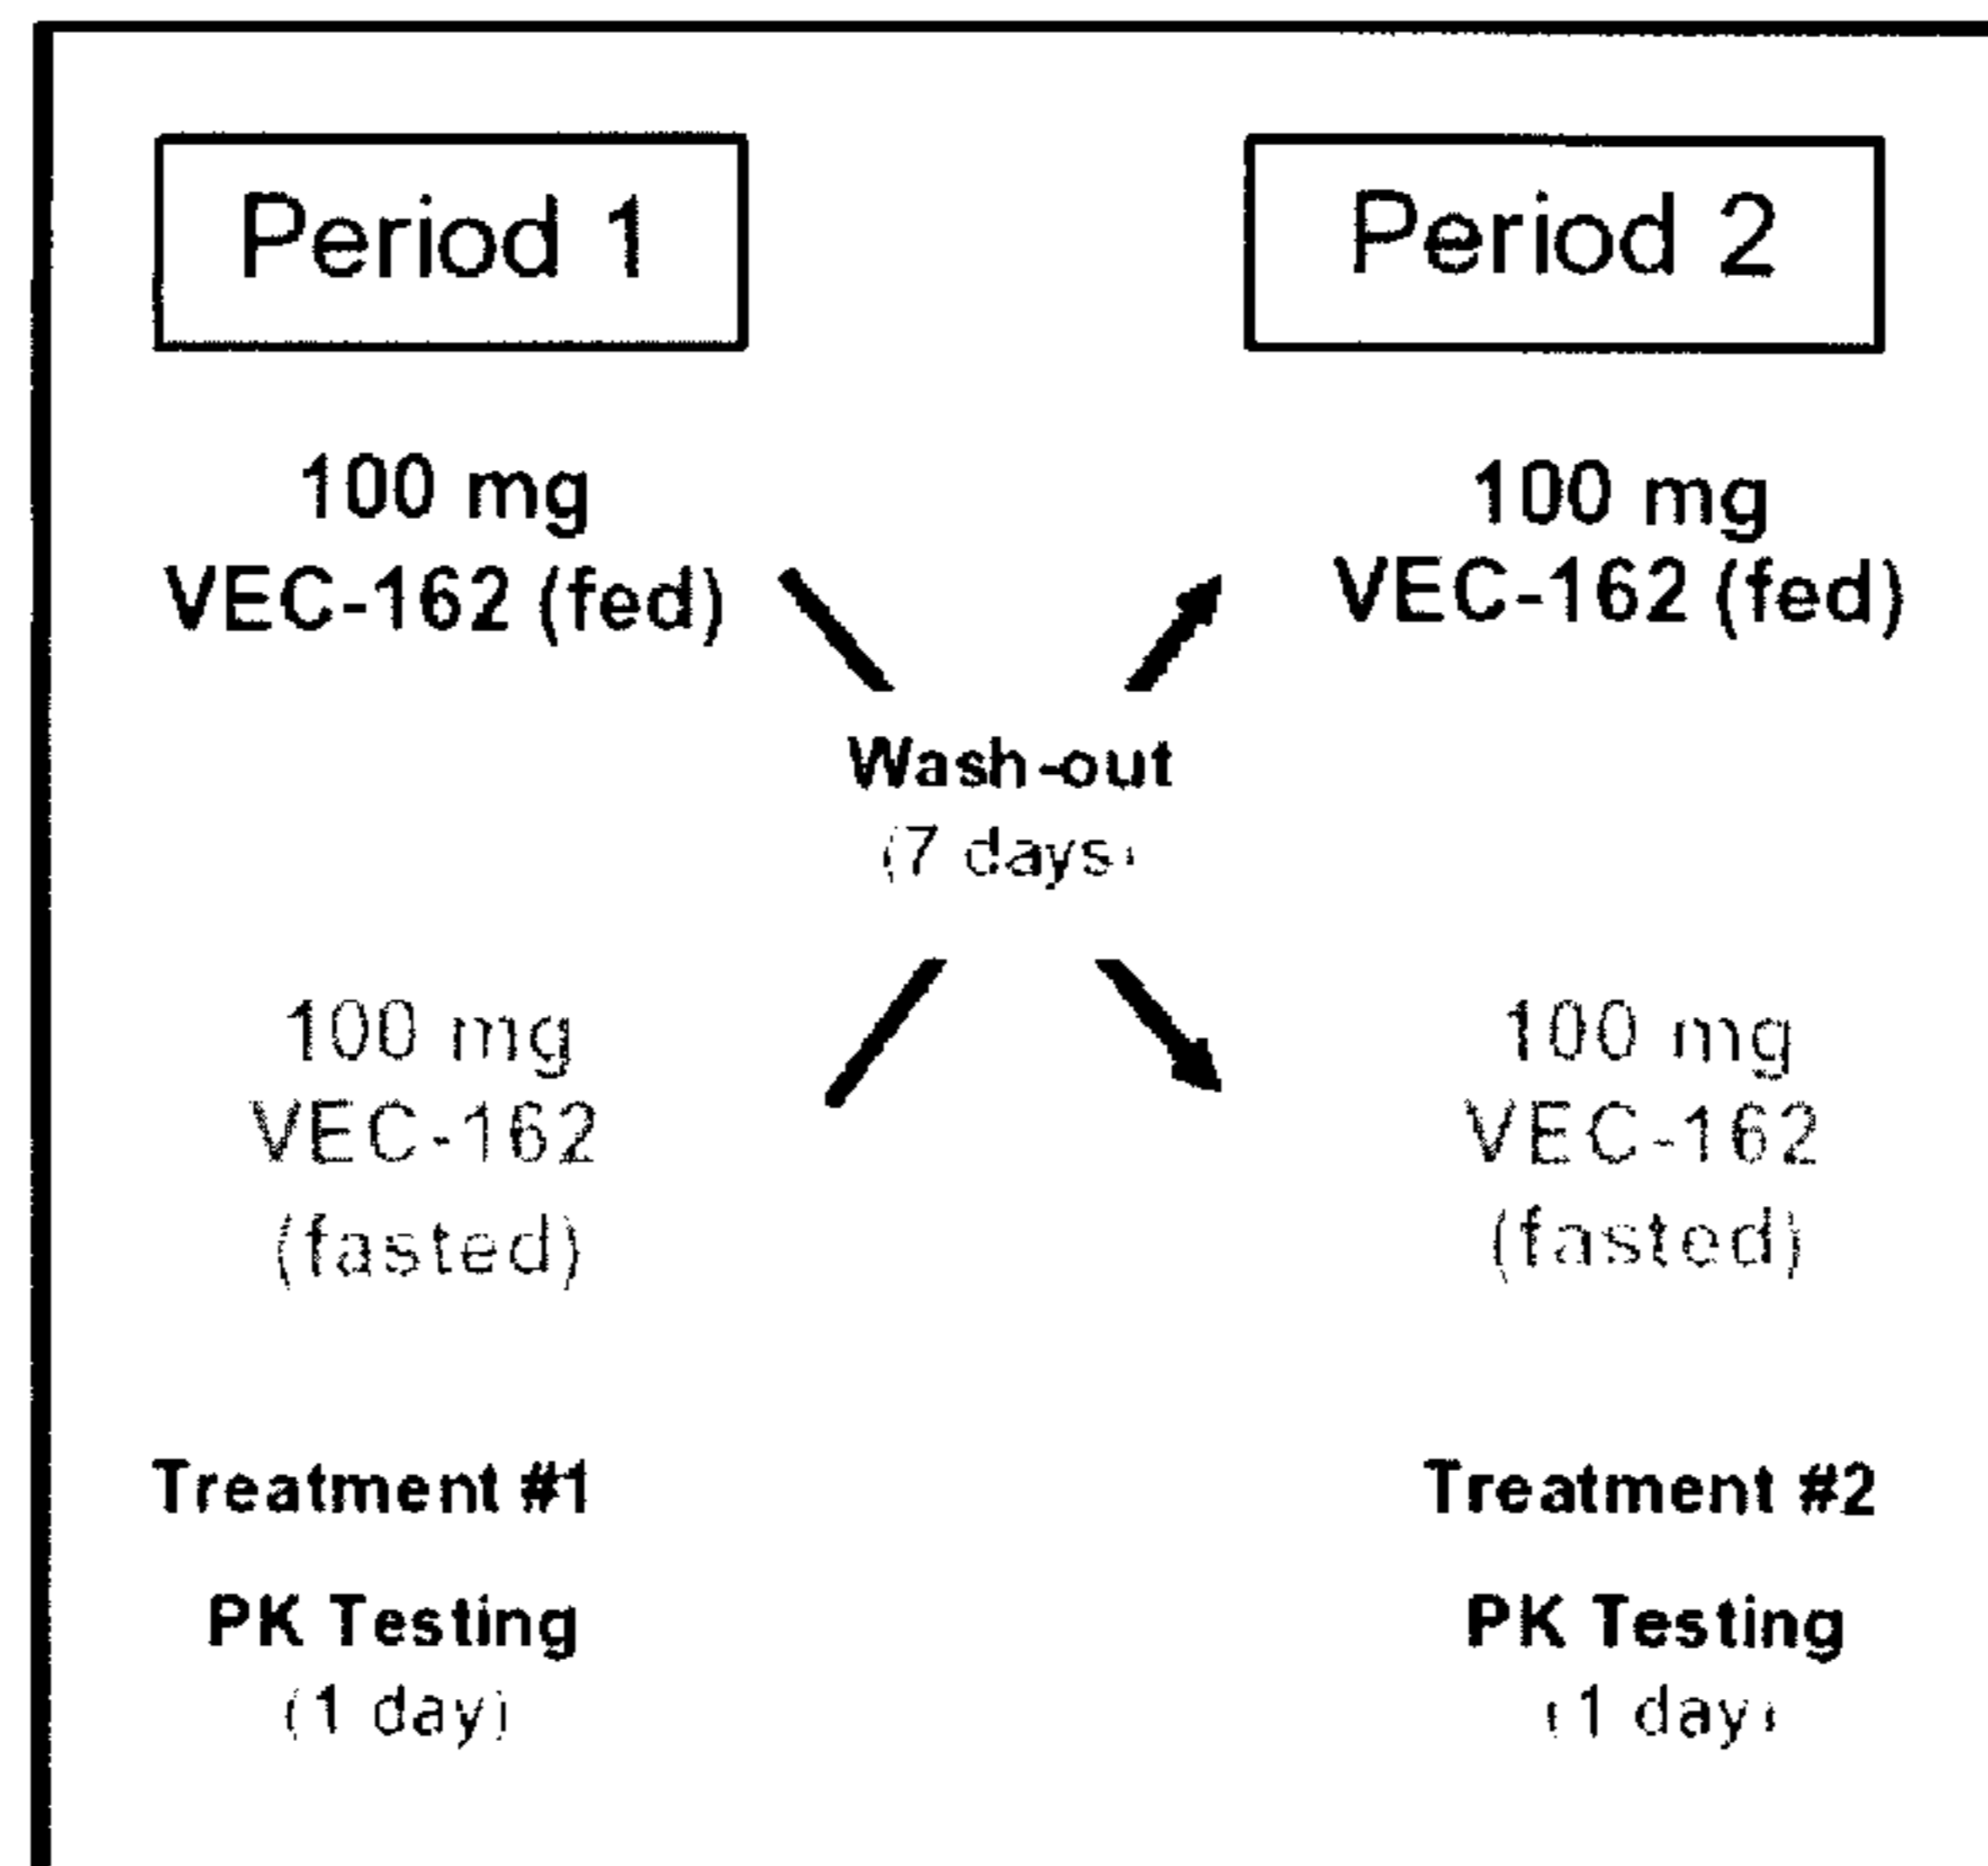 Period 1
Period 2
100 mg
VEC-162 (fed)
100 mg
VEC-162 (fed)
Wash-out
(7 days)
100 mg
VEC-162
(fasted)
100 mg
VEC-162
(fasted)
Treatment #1
Treatment #2
PK Testing
(1 day)
PK Testing
(1 day)